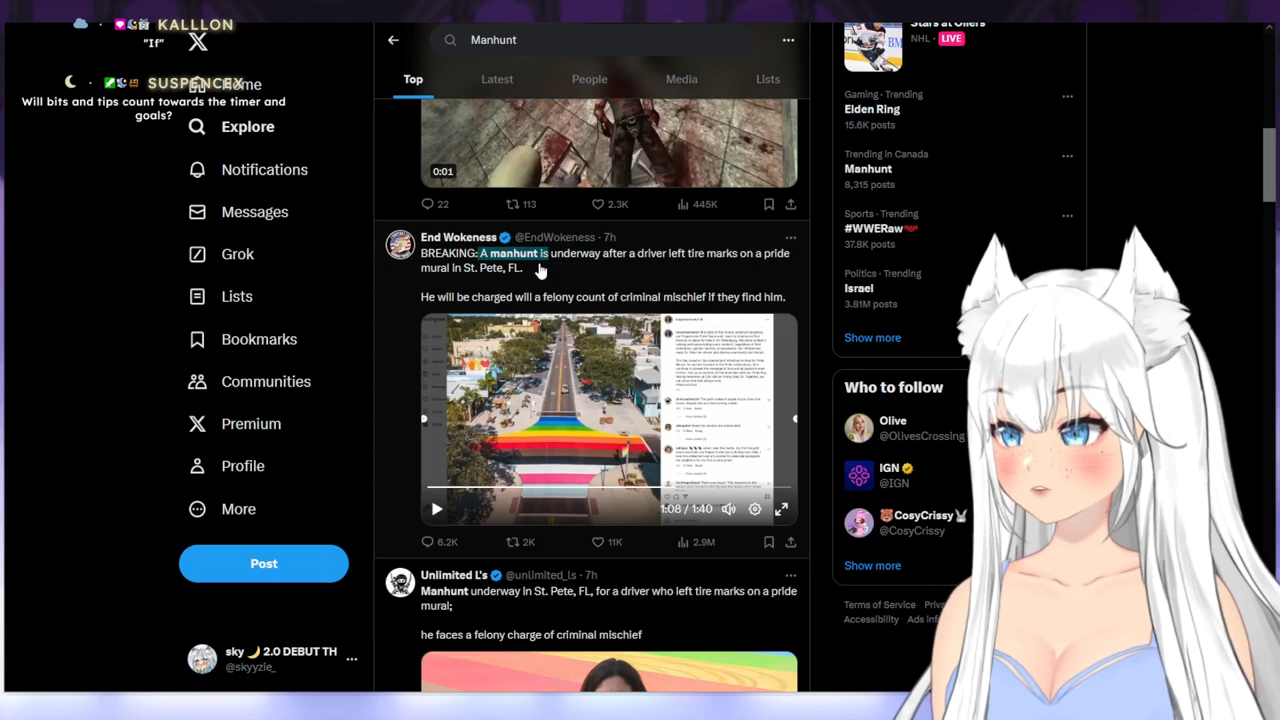 KALLLON
"If"
SUSPENCEX
Will bits and tips count towards the timer and
goals?
Home
Explore
Notifications
Messages
Grok
Lists
Bookmarks
Communities
Premium
Profile
More
Post
sky 🌙 2.0 DEBUT TH
@skyyzie_
Manhunt
Top
Latest
People
Media
Lists
0:01
22
113
2.3K
445K
End Wokeness @EndWokeness · 7h
BREAKING: A manhunt is underway after a driver left tire marks on a pride
mural in St. Pete, FL.
He will be charged will a felony count of criminal mischief if they find him.
1:08 / 1:40
6.2K
2K
11K
2.9M
Unlimited L's @unlimited_ls · 7h
Manhunt underway in St. Pete, FL, for a driver who left tire marks on a pride
mural;
he faces a felony charge of criminal mischief
Stars at Oilers
NHL · LIVE
Gaming · Trending
Elden Ring
15.6K posts
Trending in Canada
Manhunt
8,315 posts
Sports · Trending
#WWERaw
37.8K posts
Politics · Trending
Israel
3.81M posts
Show more
Who to follow
Olive
@OlivesCrossing
IGN
@IGN
CosyCrissy
@CosyCrissy
Show more
Terms of Service
Accessibility